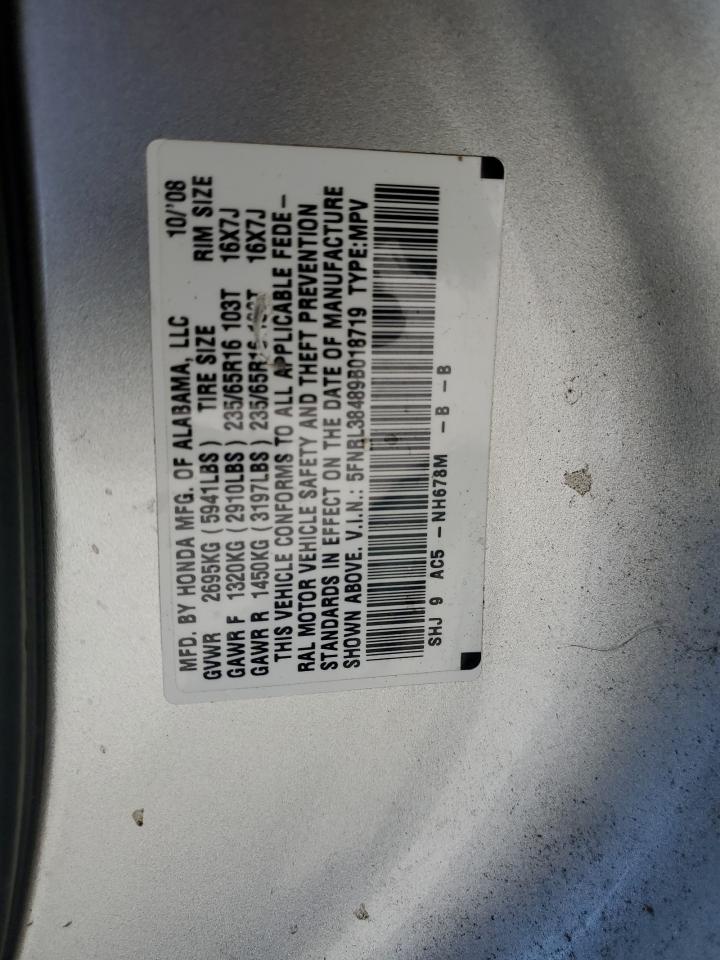 MFD. BY HONDA MFG. OF ALABAMA, LLC 10/'08
GVWR 2695KG (5941LBS) TIRE SIZE RIM SIZE
GAWR F 1320KG (2910LBS) 235/65R16 103T 16X7J
GAWR R 1450KG (3197LBS) 235/65R16 103T 16X7J
THIS VEHICLE CONFORMS TO ALL APPLICABLE FEDE-
RAL MOTOR VEHICLE SAFETY AND THEFT PREVENTION
STANDARDS IN EFFECT ON THE DATE OF MANUFACTURE
SHOWN ABOVE. V.I.N.: 5FNRL38489B018719 TYPE:MPV
SHJ 9 AC5 -NH678M -B -B